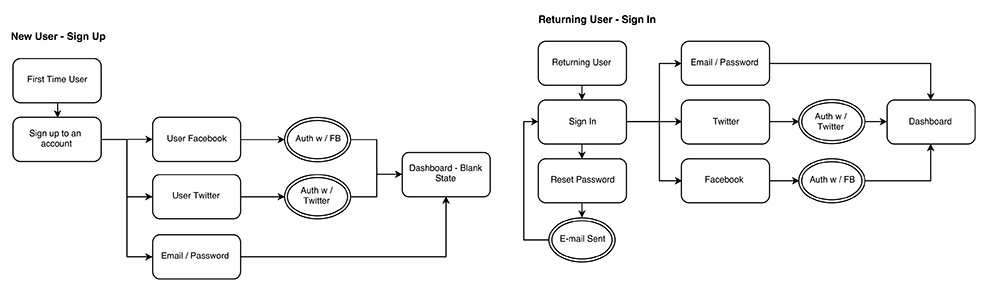 New User - Sign Up
First Time User
Sign up to an
account
User Facebook
Auth w / FB
User Twitter
Auth w /
Twitter
Email / Password
Dashboard - Blank
State
Returning User - Sign In
Returning User
Sign In
Reset Password
E-mail Sent
Email / Password
Twitter
Auth w /
Twitter
Facebook
Auth w / FB
Dashboard